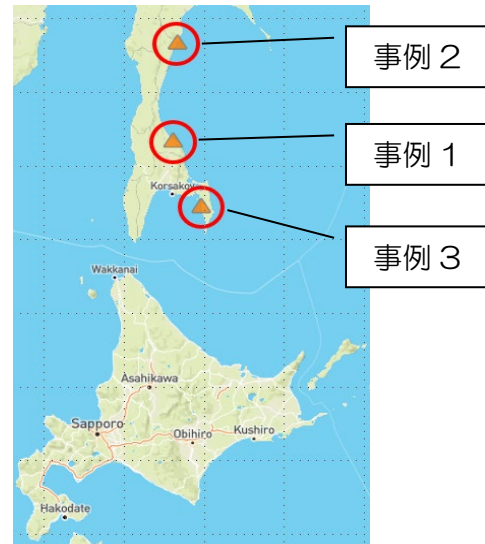 事例２
事例１
Korsakov
事例３
Wakkanai
Asahikawa
Sapporo
Obihiro
Kushiro
Hakodate